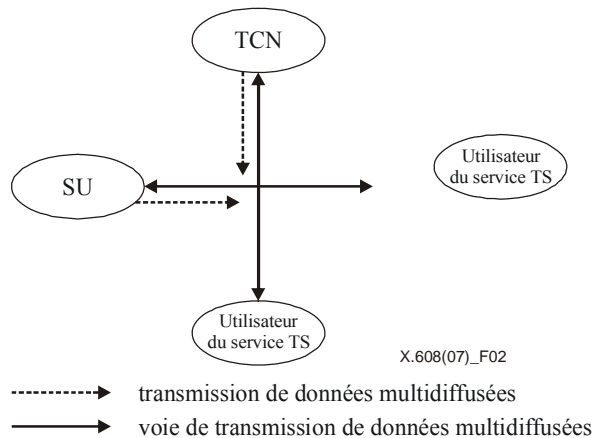 TCN
SU
Utilisateur
du service TS
Utilisateur
du service TS
X.608(07)_F02
transmission de données multidiffusées
voie de transmission de données multidiffusées